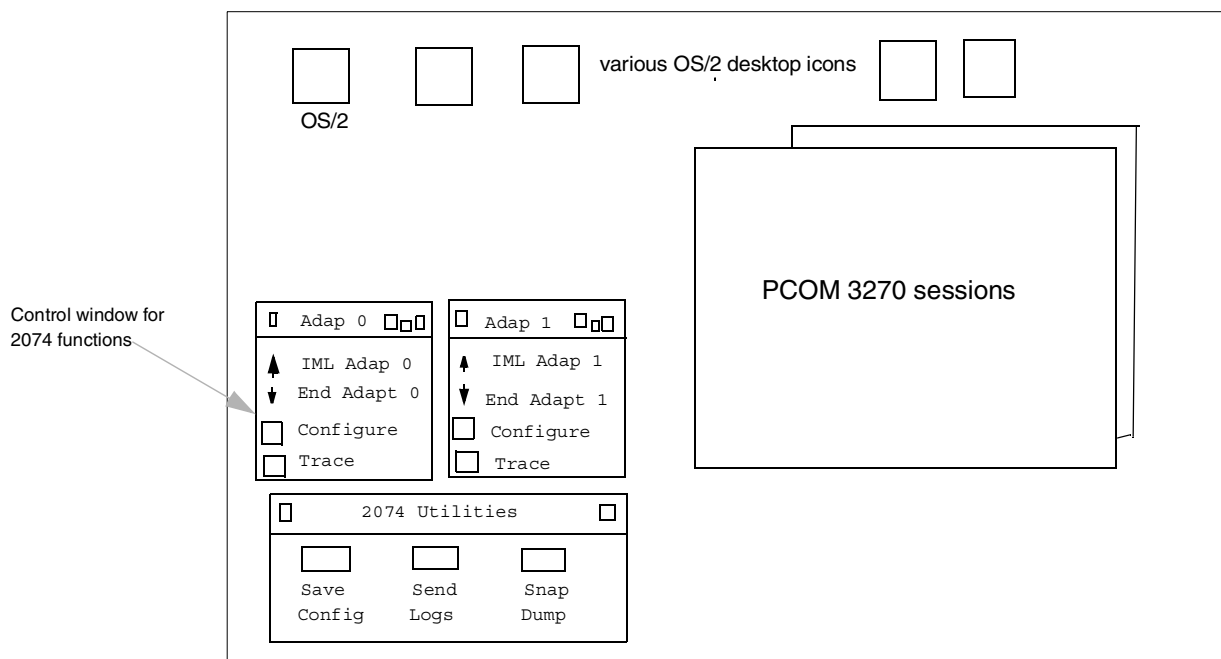 various OS/2 desktop icons
OS/2
PCOM 3270 sessions
Control window for
2074 functions
Adap 0
IML Adap 0
End Adapt 0
Configure
Trace
Adap 1
IML Adap 1
End Adapt 1
Configure
Trace
2074 Utilities
Save
Config
Send
Logs
Snap
Dump